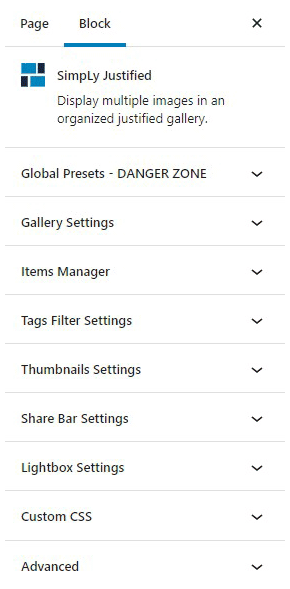 Page Block
SimpLy Justified
Display multiple images in an
organized justified gallery.
Global Presets - DANGER ZONE
Gallery Settings
Items Manager
Tags Filter Settings
Thumbnails Settings
Share Bar Settings
Lightbox Settings
Custom CSS
Advanced